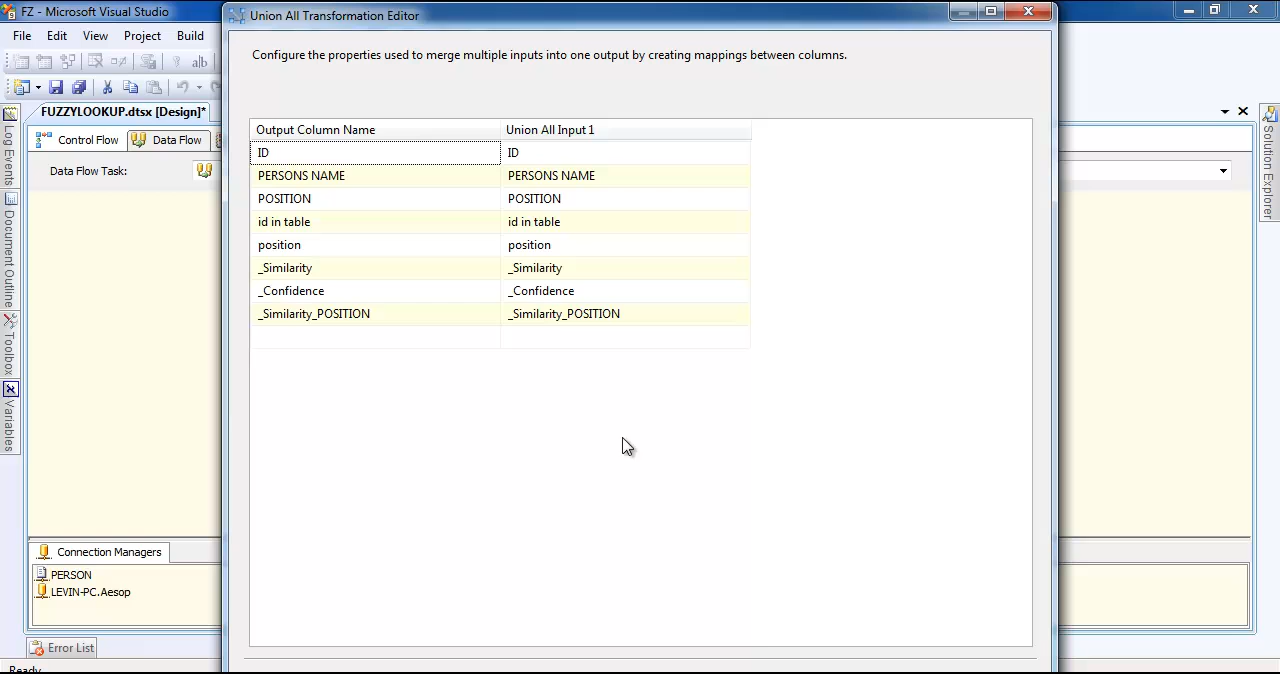 FZ - Microsoft Visual Studio
Union All Transformation Editor
File Edit View Project Build
Configure the properties used to merge multiple inputs into one output by creating mappings between columns.
FUZZYLOOKUP.dtsx [Design]*
Control Flow Data Flow
Data Flow Task:
Log Events
Document Outline
Toolbox
Variables
Output Column Name Union All Input 1
ID ID
PERSONS NAME PERSONS NAME
POSITION POSITION
id in table id in table
position position
_Similarity _Similarity
_Confidence _Confidence
_Similarity_POSITION _Similarity_POSITION
Solution Explorer
Connection Managers
PERSON
LEVIN-PC.Aesop
Error List
Ready